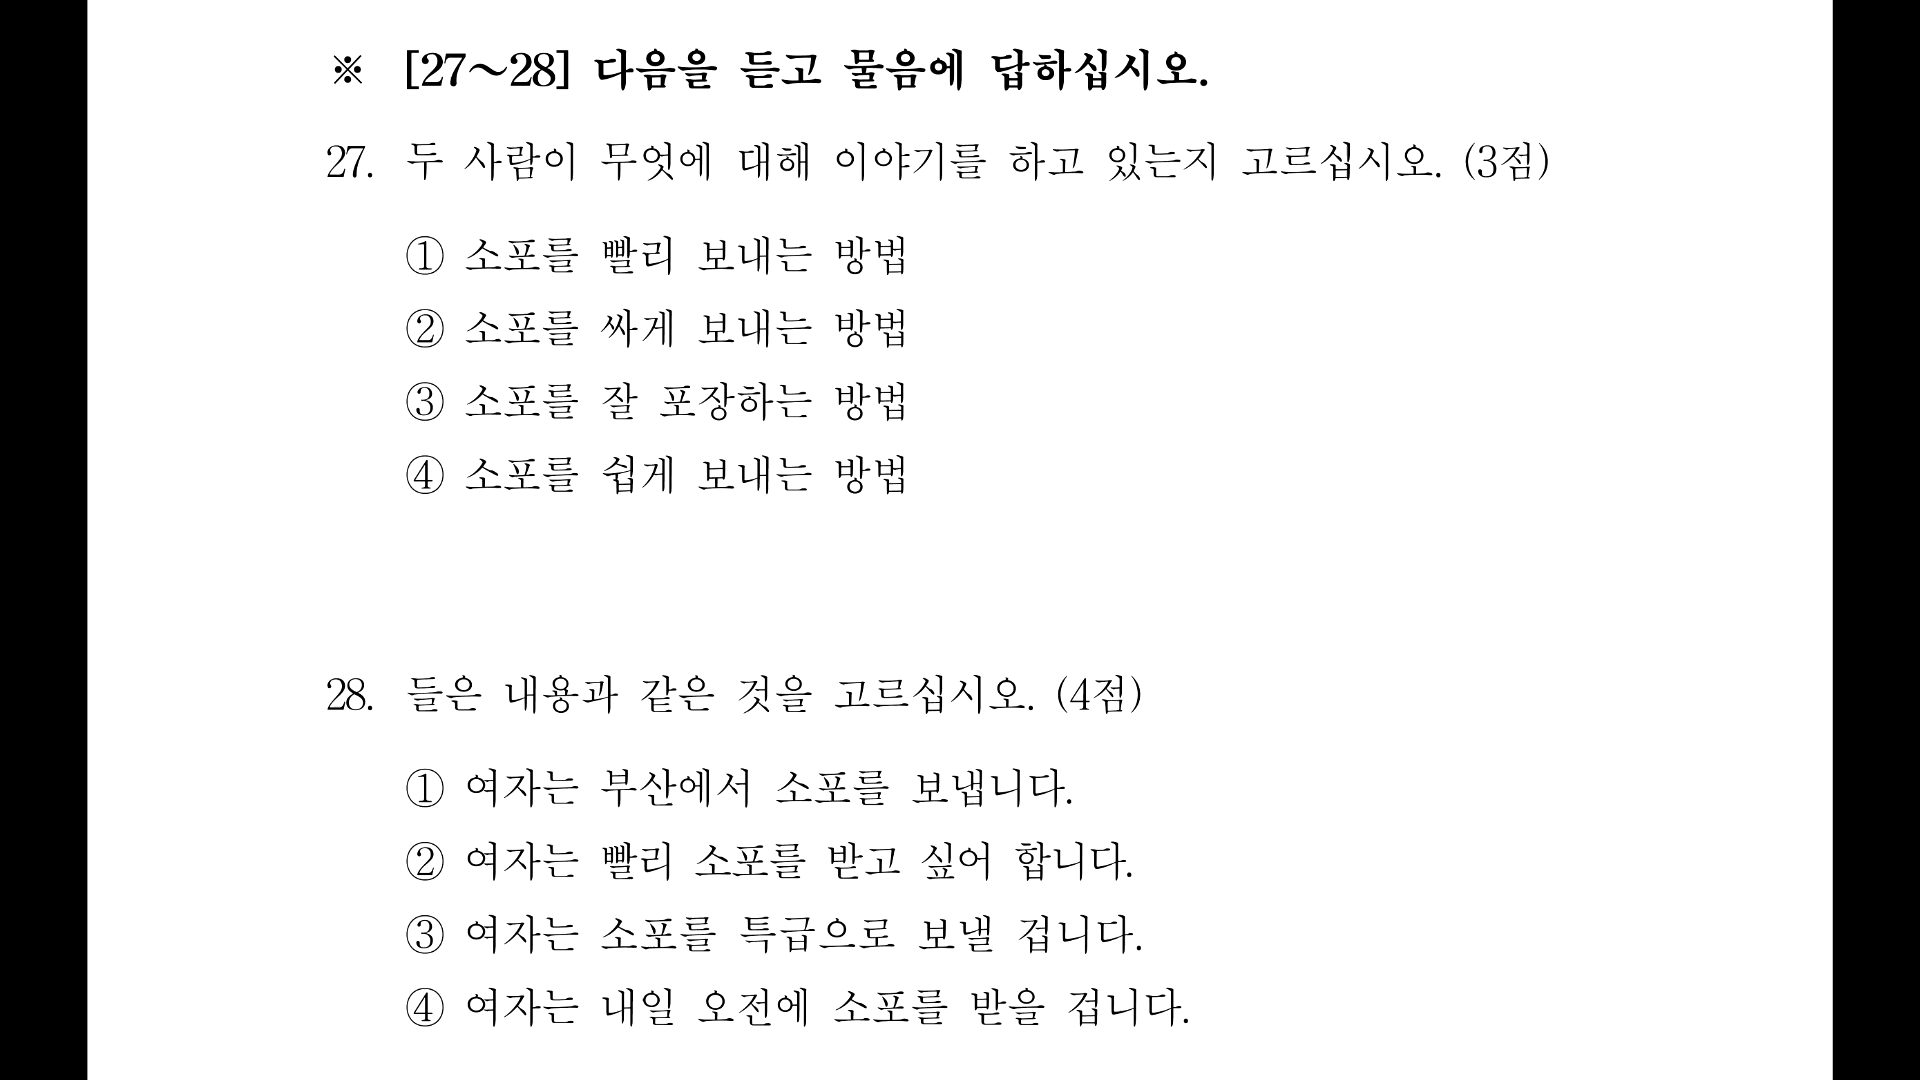 ※ [27～28] 다음을 듣고 물음에 답하십시오.
27. 두 사람이 무엇에 대해 이야기를 하고 있는지 고르십시오. (3점)
① 소포를 빨리 보내는 방법
② 소포를 싸게 보내는 방법
③ 소포를 잘 포장하는 방법
④ 소포를 쉽게 보내는 방법
28. 들은 내용과 같은 것을 고르십시오. (4점)
① 여자는 부산에서 소포를 보냅니다.
② 여자는 빨리 소포를 받고 싶어 합니다.
③ 여자는 소포를 특급으로 보낼 겁니다.
④ 여자는 내일 오전에 소포를 받을 겁니다.